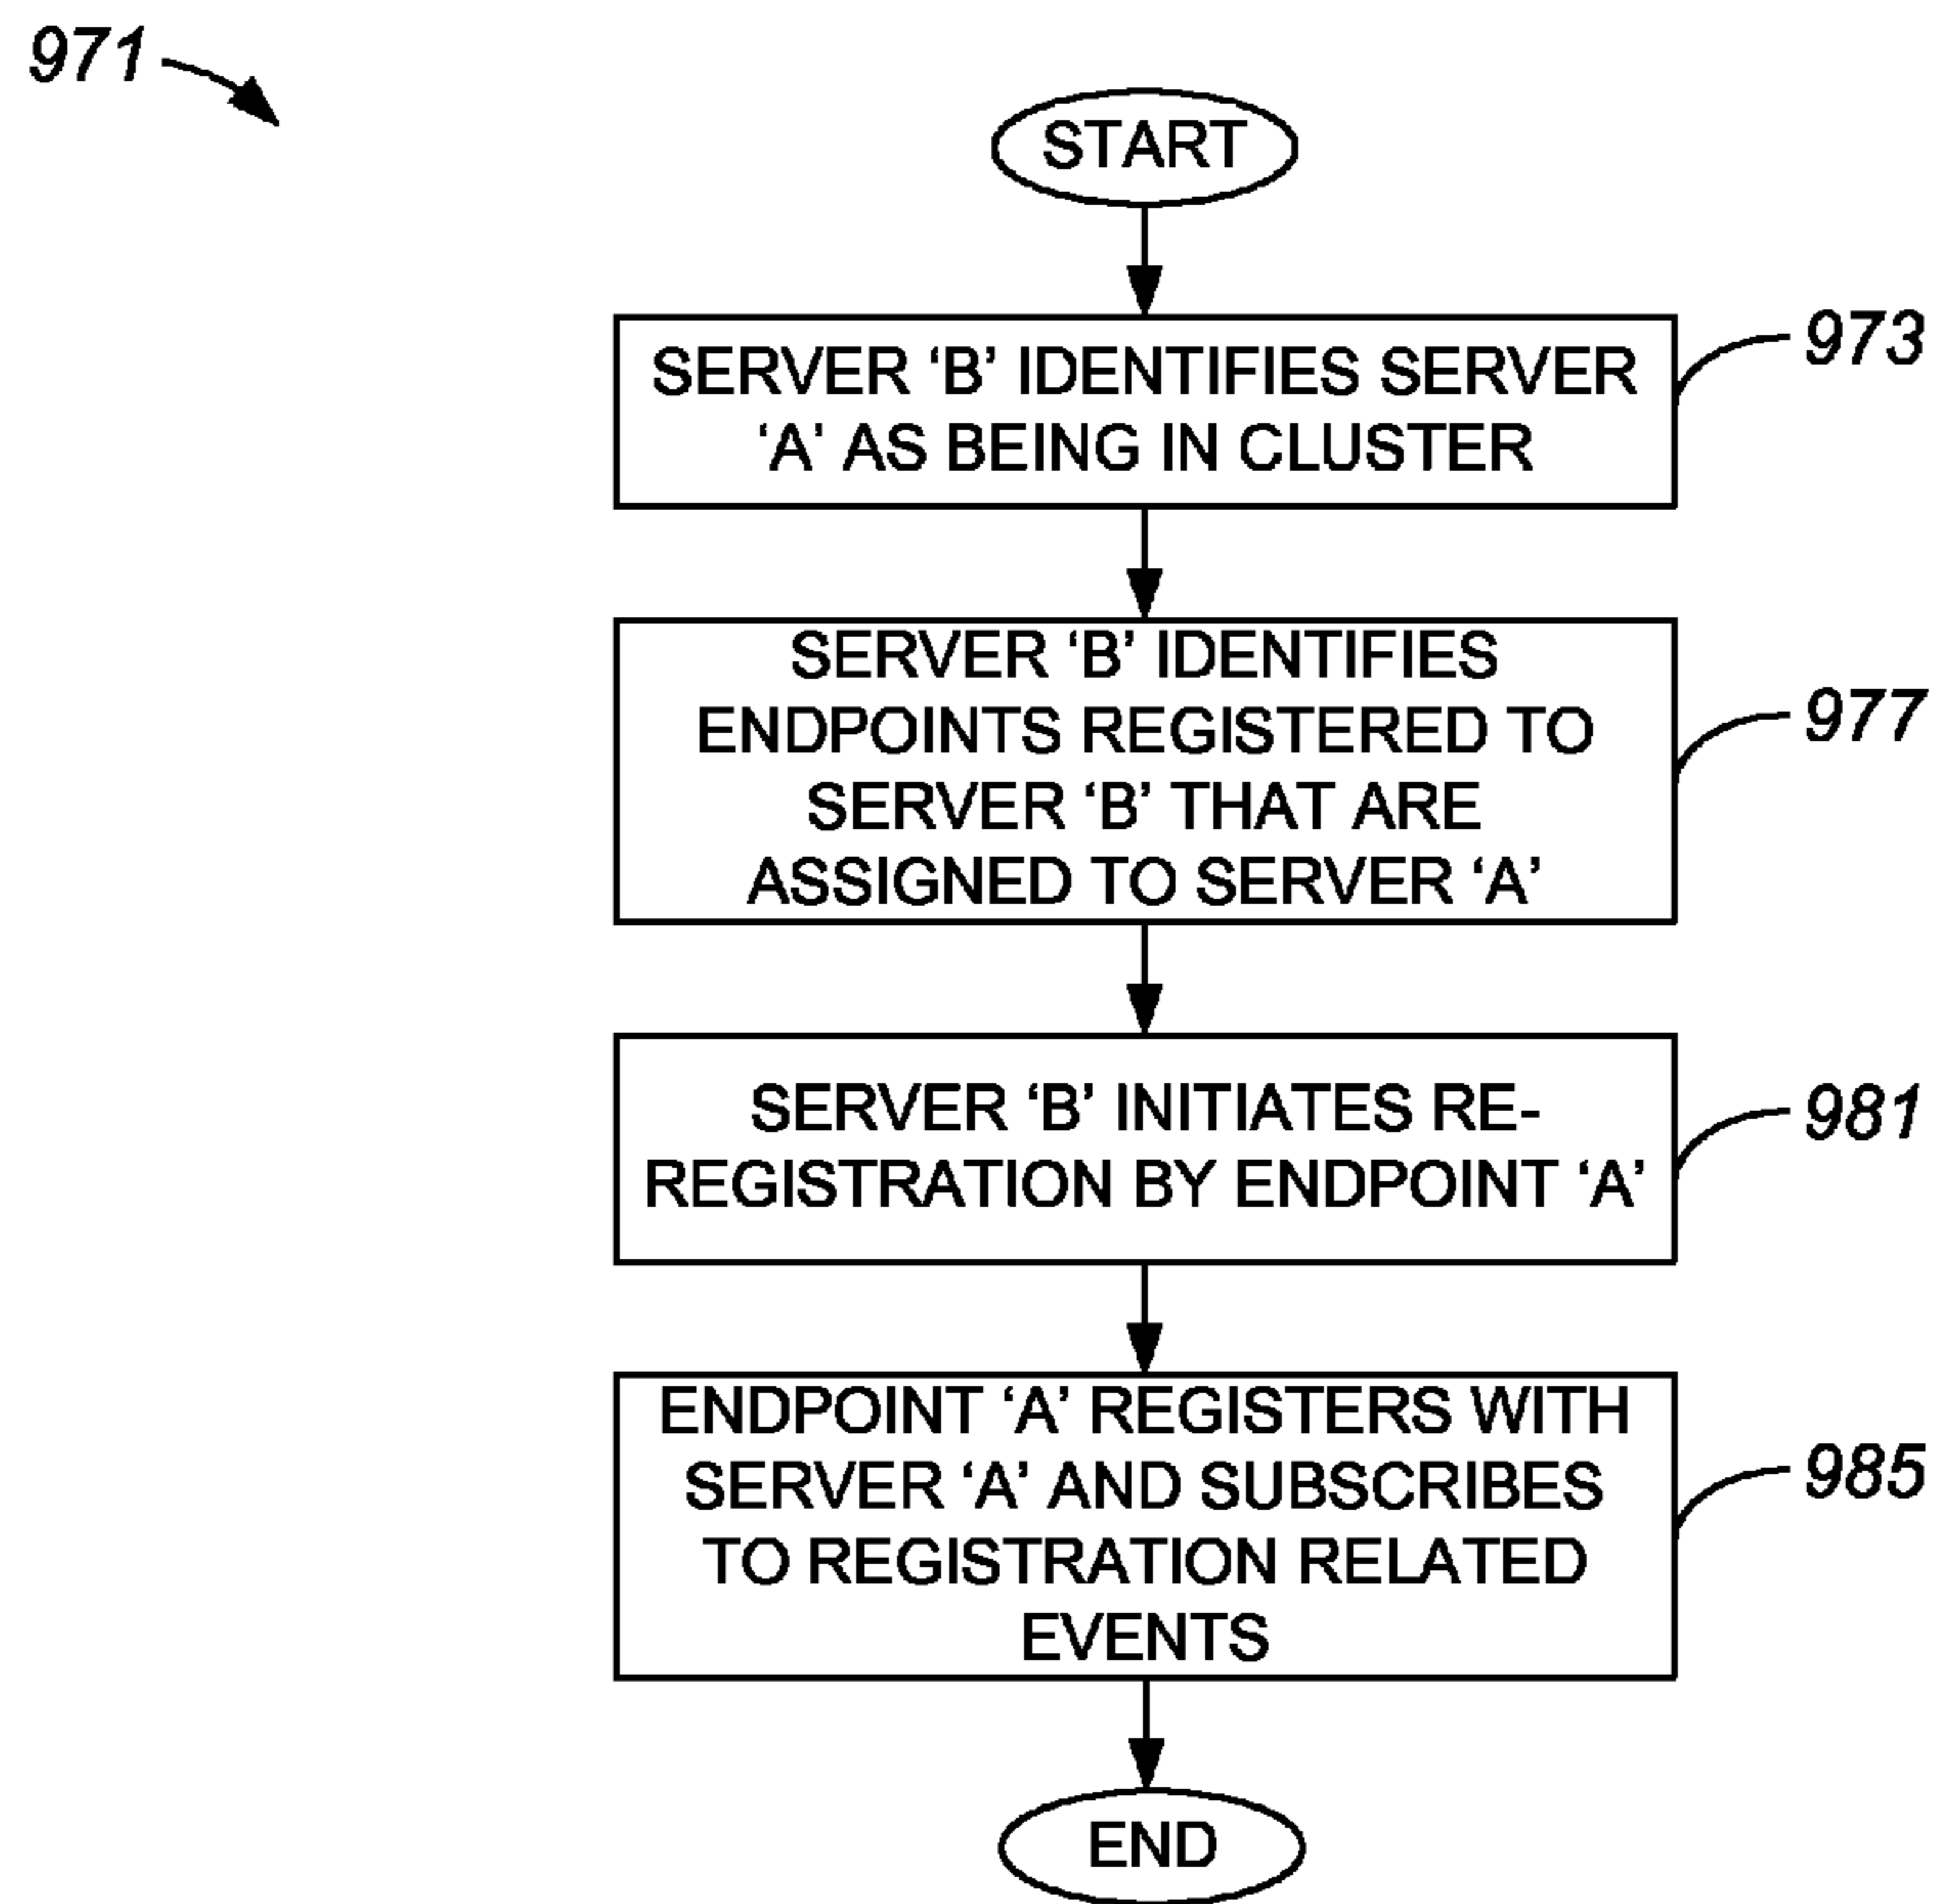 971
START
SERVER ‘B’ IDENTIFIES SERVER
‘A’ AS BEING IN CLUSTER
973
SERVER ‘B’ IDENTIFIES
ENDPOINTS REGISTERED TO
SERVER ‘B’ THAT ARE
ASSIGNED TO SERVER ‘A’
977
SERVER ‘B’ INITIATES RE-
REGISTRATION BY ENDPOINT ‘A’
981
ENDPOINT ‘A’ REGISTERS WITH
SERVER ‘A’ AND SUBSCRIBES
TO REGISTRATION RELATED
EVENTS
985
END